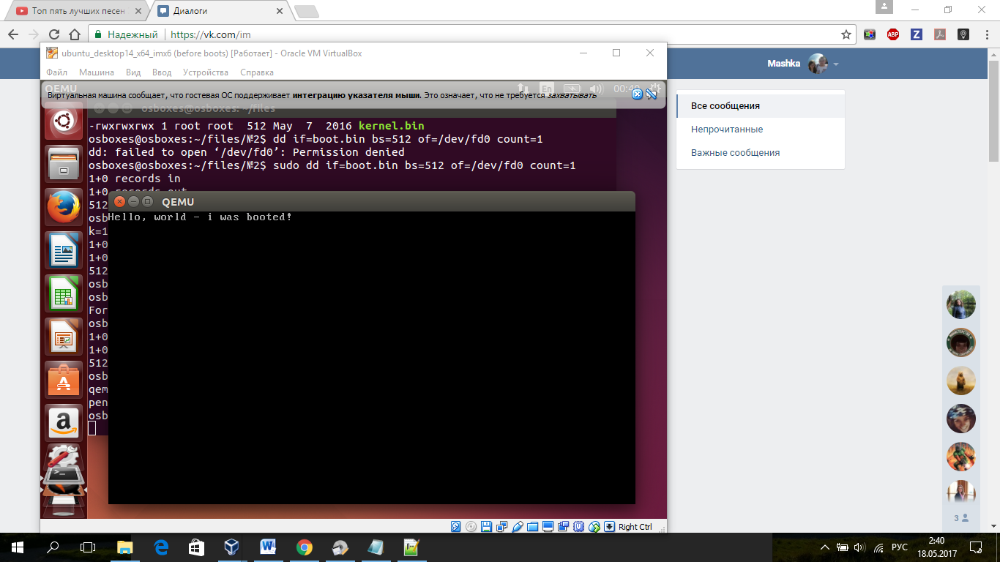 Топ пять лучших песен
Диалоги
Надежный
https://vk.com/im
ABP
Z
Mashka
ubuntu_desktop14_x64_imx6 (before boots) [Работает] - Oracle VM VirtualBox
Файл Машина Вид Ввод Устройства Справка
QEMU
En
Виртуальная машина сообщает, что гостевая ОС поддерживает интеграцию указателя мыши. Это означает, что не требуется захватывать
osboxes@osboxes: ~/files
-rwxrwxrwx 1 root root 512 May 7 2016 kernel.bin
osboxes@osboxes:~/files/№2$ dd if=boot.bin bs=512 of=/dev/fd0 count=1
dd: failed to open ‘/dev/fd0’: Permission denied
osboxes@osboxes:~/files/№2$ sudo dd if=boot.bin bs=512 of=/dev/fd0 count=1
1+0 records in
1+0 records out
512
osb
k=1
1+0
1+0
512
osb
osb
For
osb
1+0
1+0
512
osb
qem
pen
osb
QEMU
Hello, world - i was booted!
Right Ctrl
Все сообщения
Непрочитанные
Важные сообщения
3
РУС
2:40
18.05.2017